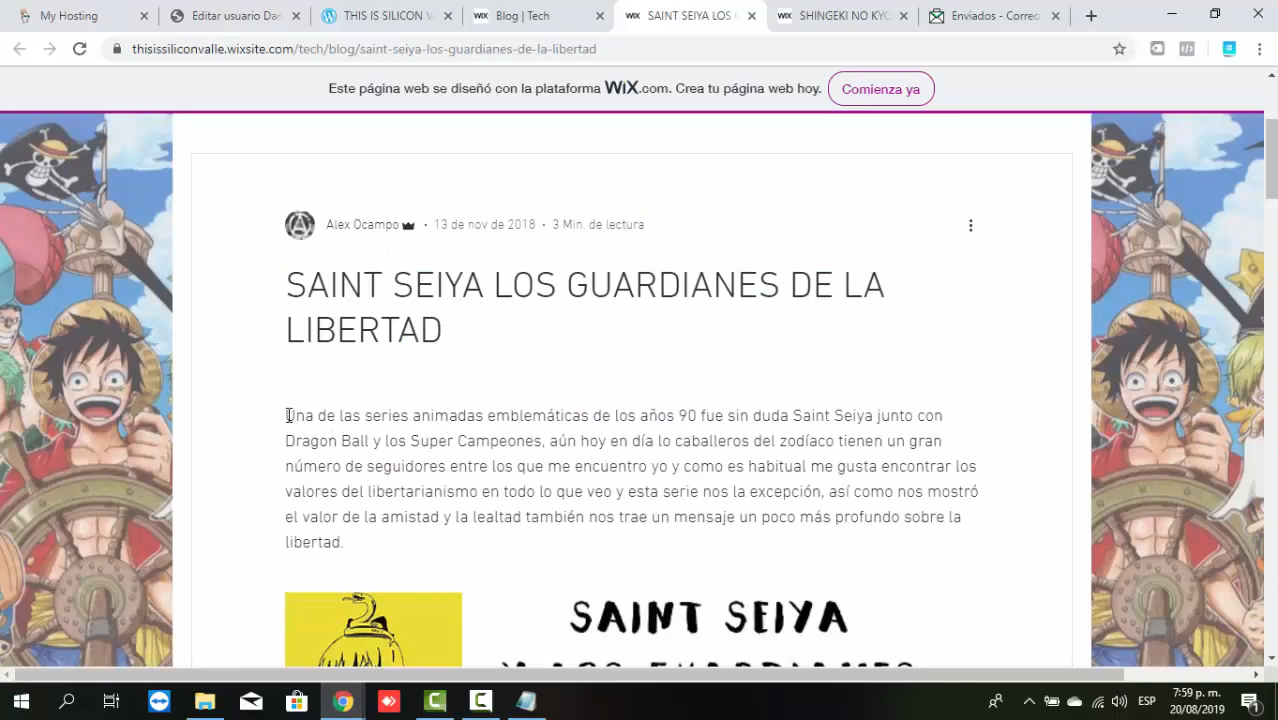 My Hosting
Editar usuario Dan
THIS IS SILICON V
Blog | Tech
SAINT SEIYA LOS G
SHINGEKI NO KYO
Enviados - Correo
thisissiliconvalle.wixsite.com/tech/blog/saint-seiya-los-guardianes-de-la-libertad
Este página web se diseñó con la plataforma WiX.com. Crea tu página web hoy.
Comienza ya
Alex Ocampo · 13 de nov de 2018 · 3 Min. de lectura
SAINT SEIYA LOS GUARDIANES DE LA
LIBERTAD
Una de las series animadas emblemáticas de los años 90 fue sin duda Saint Seiya junto con
Dragon Ball y los Super Campeones, aún hoy en día lo caballeros del zodíaco tienen un gran
número de seguidores entre los que me encuentro yo y como es habitual me gusta encontrar los
valores del libertarianismo en todo lo que veo y esta serie nos la excepción, así como nos mostró
el valor de la amistad y la lealtad también nos trae un mensaje un poco más profundo sobre la
libertad.
SAINT SEIYA
ESP
7:59 p. m.
20/08/2019